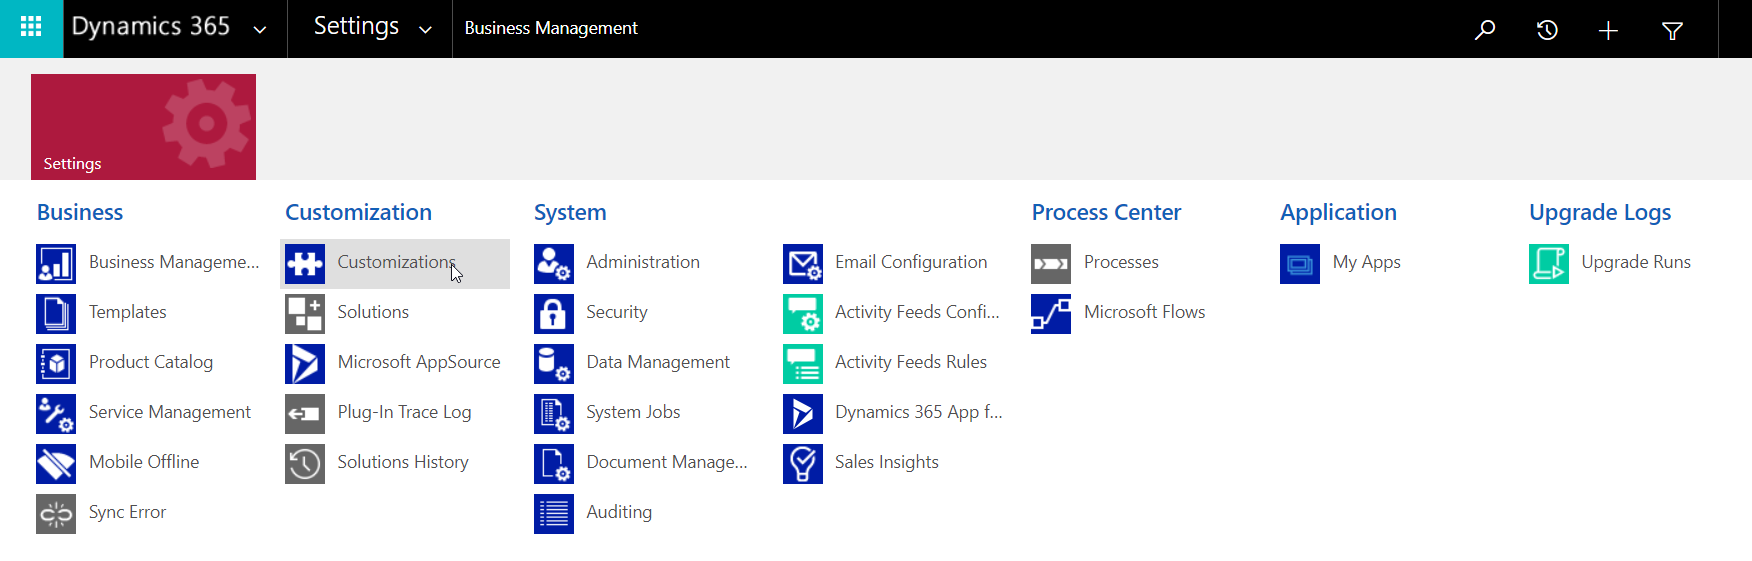 Dynamics 365
Settings
Business Management
Settings
Business
Business Manageme...
Templates
Product Catalog
Service Management
Mobile Offline
Sync Error
Customization
Customizations
Solutions
Microsoft AppSource
Plug-In Trace Log
Solutions History
System
Administration
Security
Data Management
System Jobs
Document Manage...
Auditing
Email Configuration
Activity Feeds Confi...
Activity Feeds Rules
Dynamics 365 App f...
Sales Insights
Process Center
Processes
Microsoft Flows
Application
My Apps
Upgrade Logs
Upgrade Runs